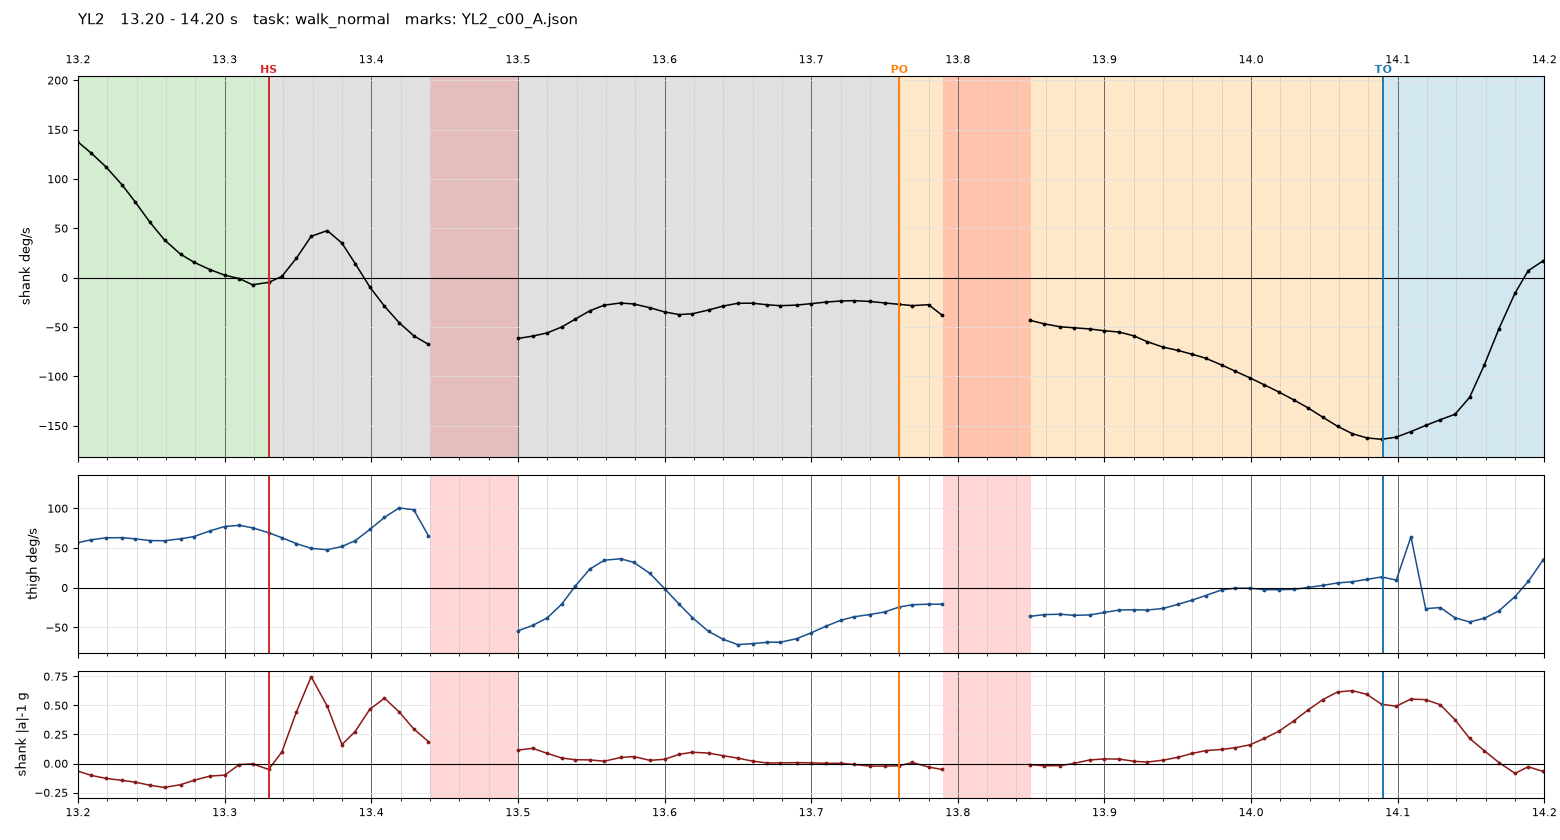 YL2   13.20 - 14.20 s   task: walk_normal   marks: YL2_c00_A.json
13.2 13.3 13.4 13.5 13.6 13.7 13.8 13.9 14.0 14.1 14.2
HS PO TO
shank deg/s
200
150
100
50
0
−50
−100
−150
thigh deg/s
100
50
0
−50
shank |a|-1 g
0.75
0.50
0.25
0.00
−0.25
13.2 13.3 13.4 13.5 13.6 13.7 13.8 13.9 14.0 14.1 14.2